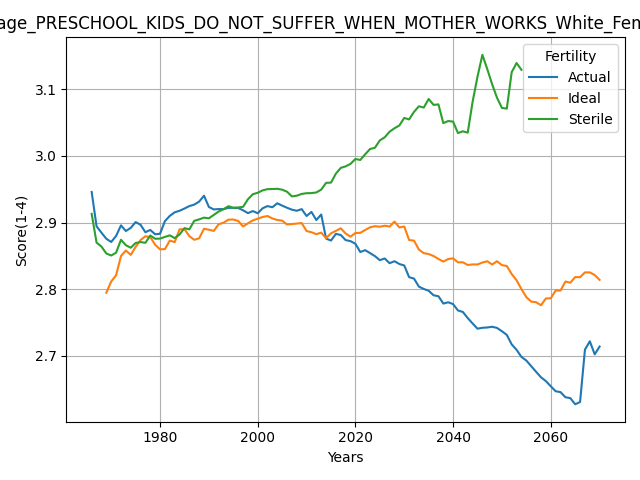 age_PRESCHOOL_KIDS_DO_NOT_SUFFER_WHEN_MOTHER_WORKS_White_Fem
Fertility
Actual
Ideal
Sterile
Score(1-4)
3.1
3.0
2.9
2.8
2.7
1980 2000 2020 2040 2060
Years